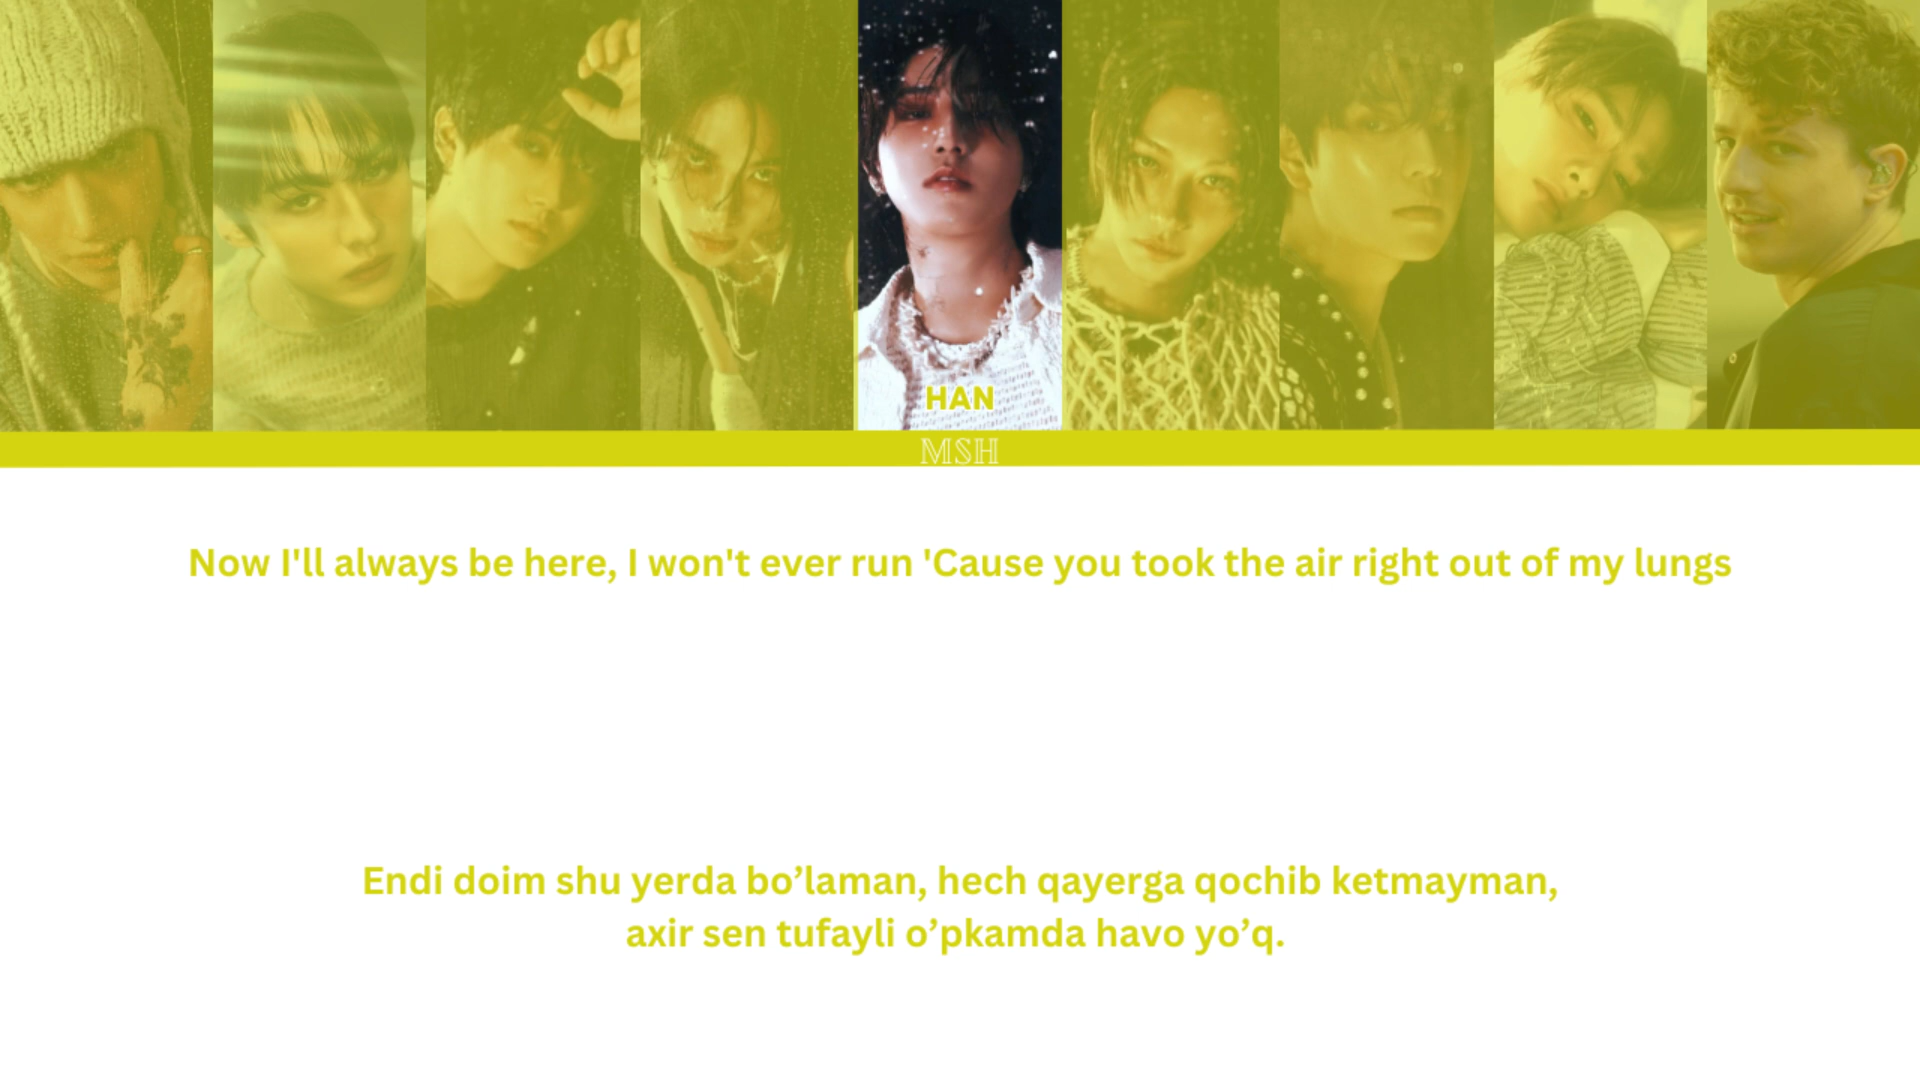 HAN
MSH
Now I'll always be here, I won't ever run 'Cause you took the air right out of my lungs
Endi doim shu yerda bo’laman, hech qayerga qochib ketmayman,
axir sen tufayli o’pkamda havo yo’q.